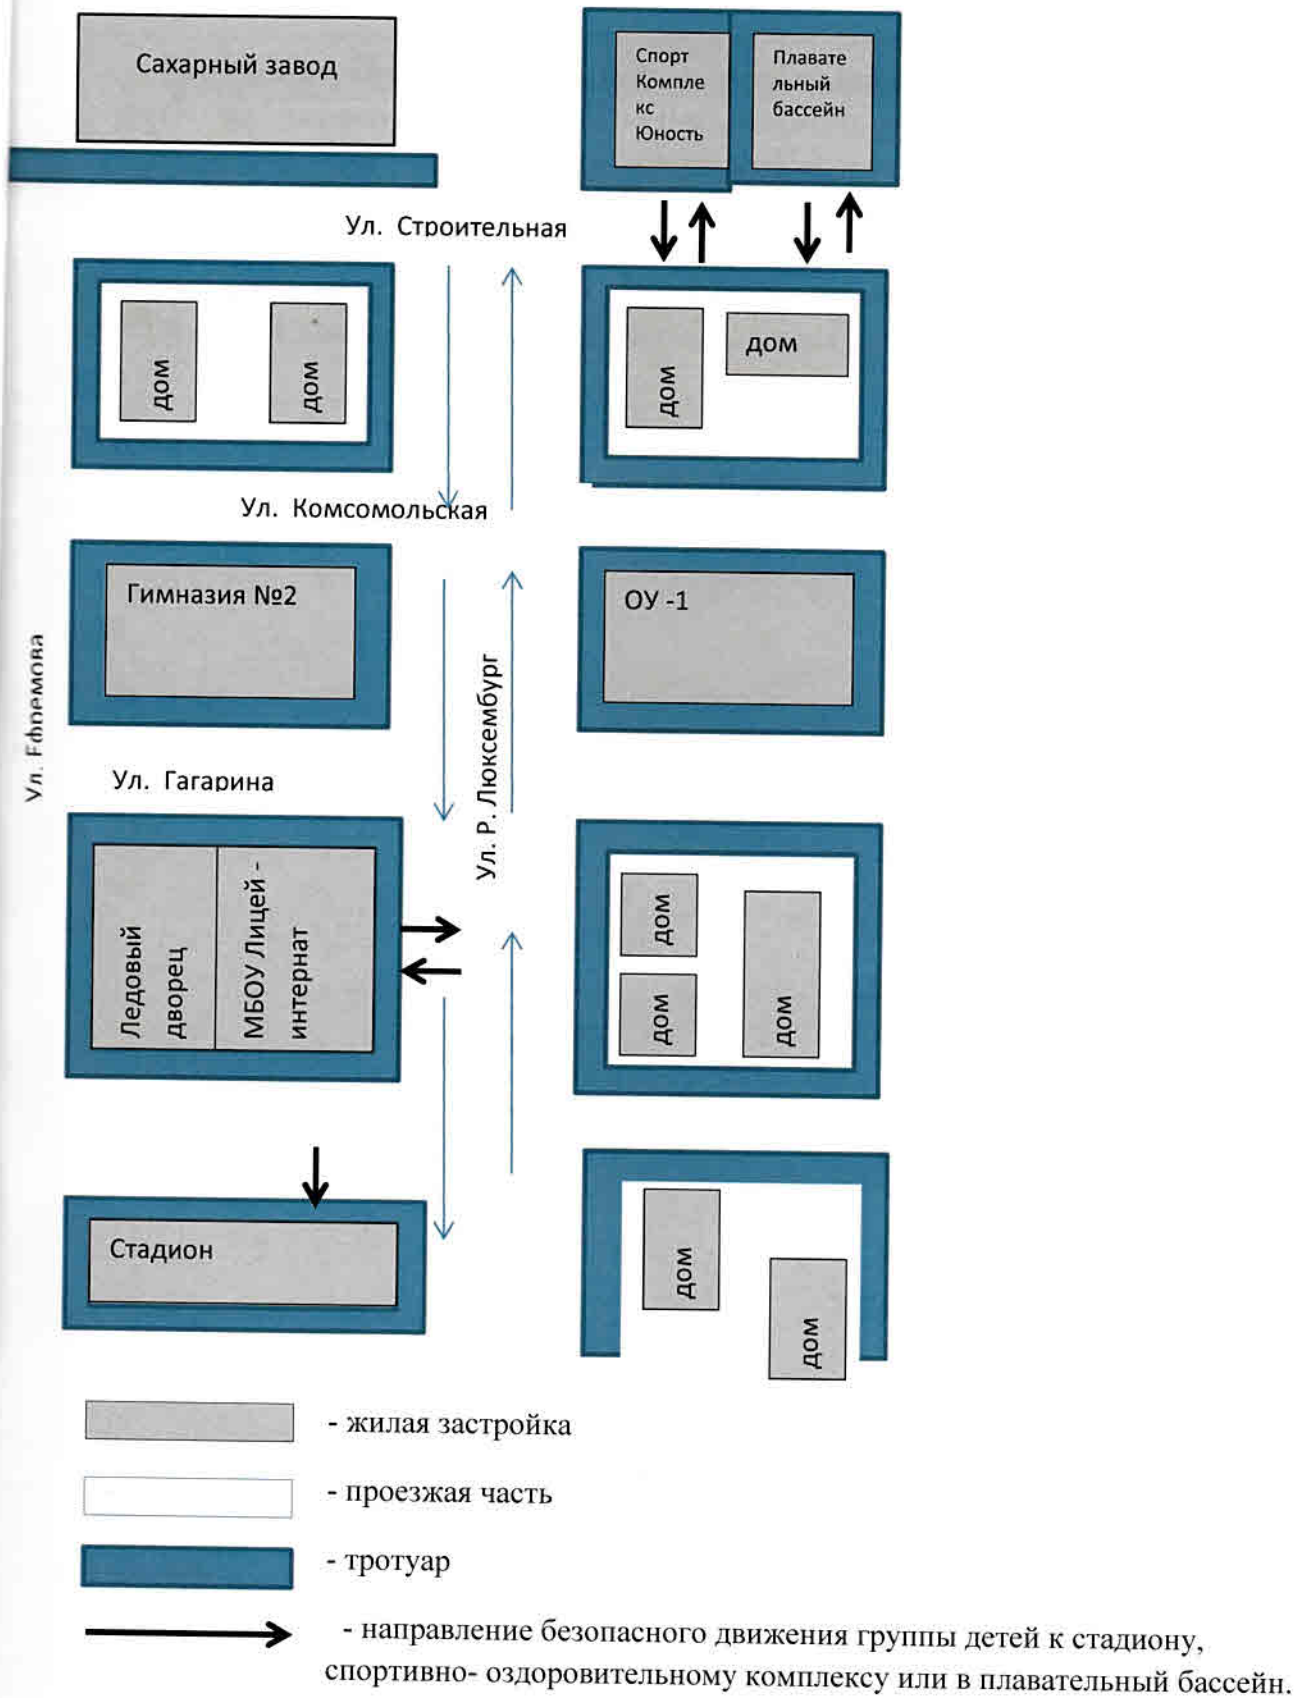 Сахарный завод
Спорт
Компле
кс
Юность
Плавате
льный
бассейн
Ул. Строительная
дом
дом
дом
дом
Ул. Комсомольская
Гимназия №2
ОУ -1
Ул. Ефремова
Ул. Р. Люксембург
Ул. Гагарина
Ледовый
дворец
МБОУ Лицей -
интернат
дом
дом
дом
Стадион
дом
дом
- жилая застройка
- проезжая часть
- тротуар
- направление безопасного движения группы детей к стадиону,
спортивно- оздоровительному комплексу или в плавательный бассейн.